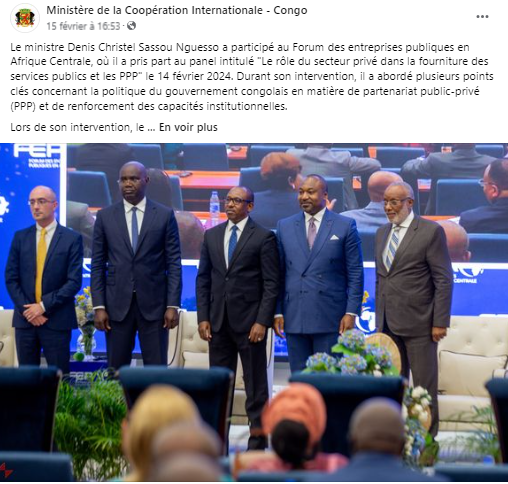 Ministère de la Coopération Internationale - Congo
15 février à 16:53 ·
Le ministre Denis Christel Sassou Nguesso a participé au Forum des entreprises publiques en
Afrique Centrale, où il a pris part au panel intitulé "Le rôle du secteur privé dans la fourniture des
services publics et les PPP" le 14 février 2024. Durant son intervention, il a abordé plusieurs points
clés concernant la politique du gouvernement congolais en matière de partenariat public-privé
(PPP) et de renforcement des capacités institutionnelles.
Lors de son intervention, le ... En voir plus